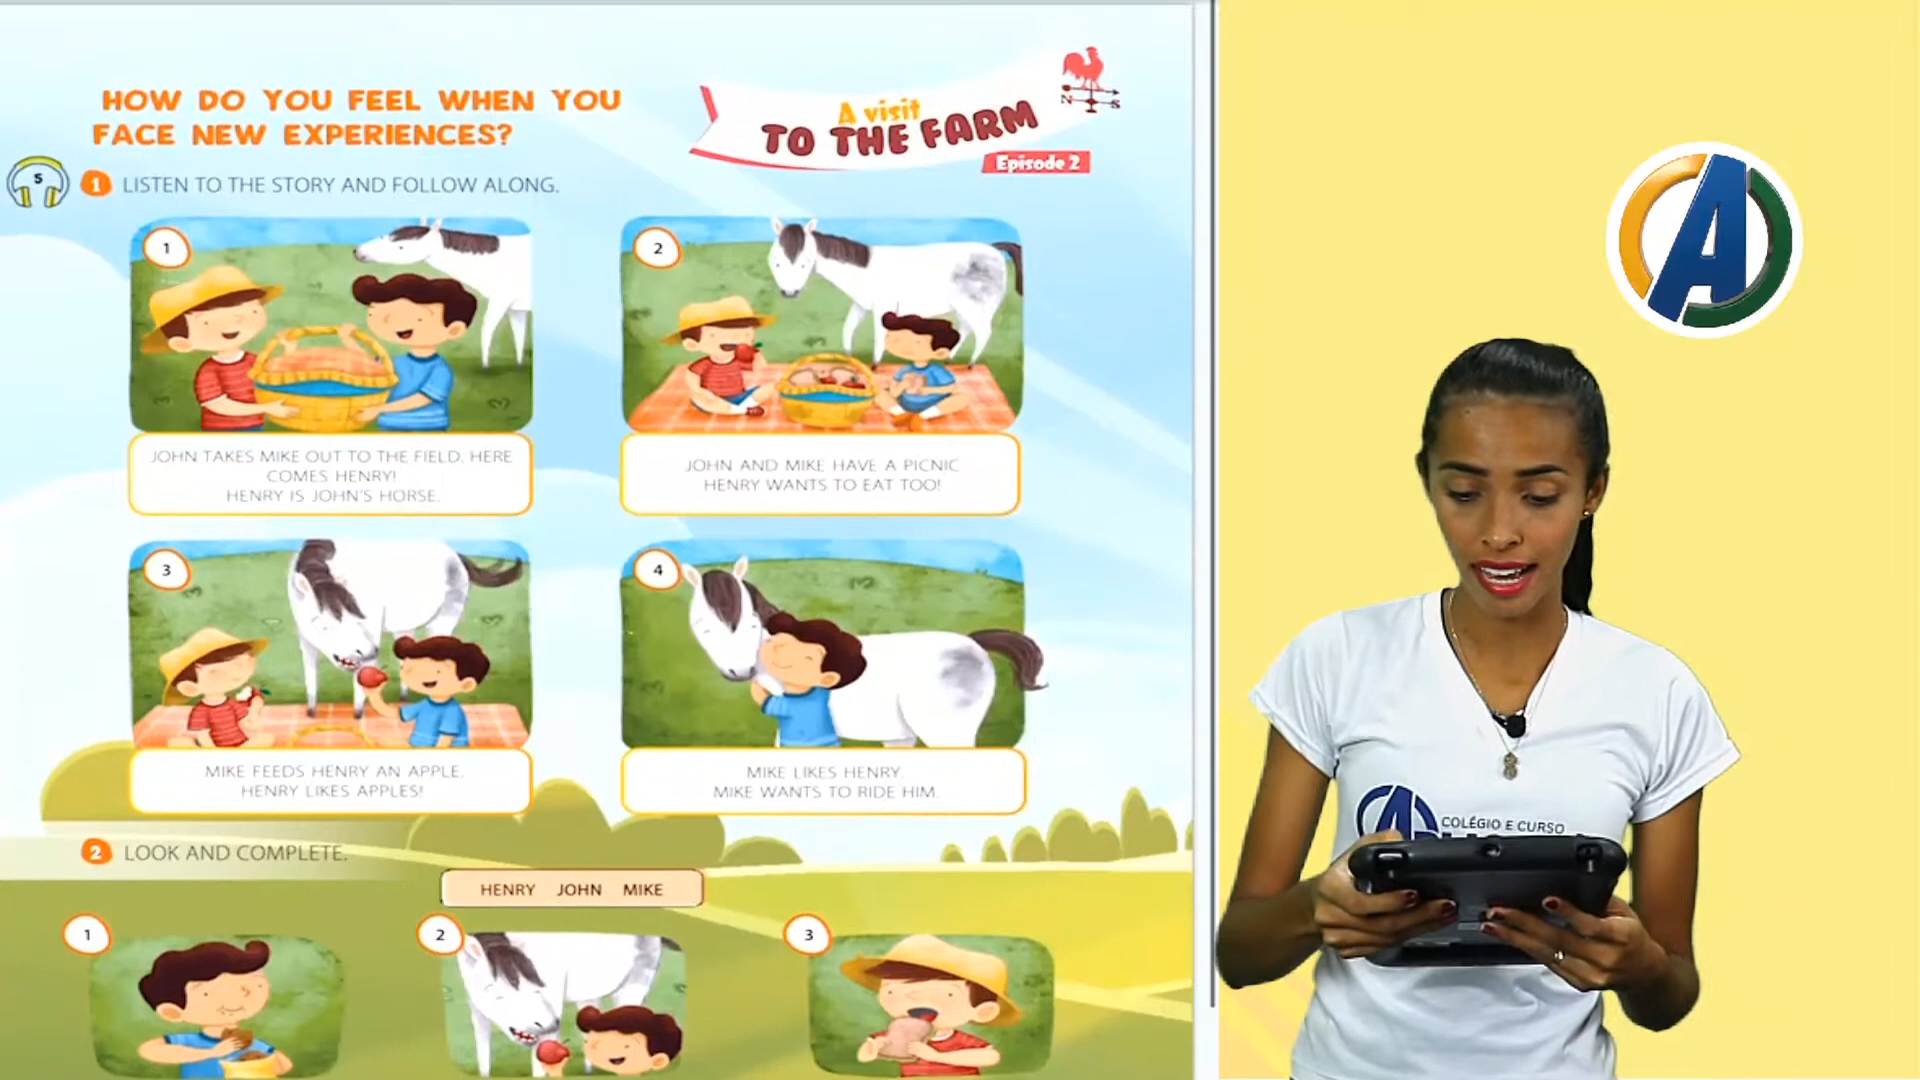 HOW DO YOU FEEL WHEN YOU
FACE NEW EXPERIENCES?
A visit
TO THE FARM
Episode 2
N S
5
1 LISTEN TO THE STORY AND FOLLOW ALONG.
1
JOHN TAKES MIKE OUT TO THE FIELD. HERE
COMES HENRY!
HENRY IS JOHN'S HORSE.
2
JOHN AND MIKE HAVE A PICNIC
HENRY WANTS TO EAT TOO!
3
MIKE FEEDS HENRY AN APPLE.
HENRY LIKES APPLES!
4
MIKE LIKES HENRY.
MIKE WANTS TO RIDE HIM.
2 LOOK AND COMPLETE.
HENRY JOHN MIKE
1
2
3
A
COLÉGIO E CURSO